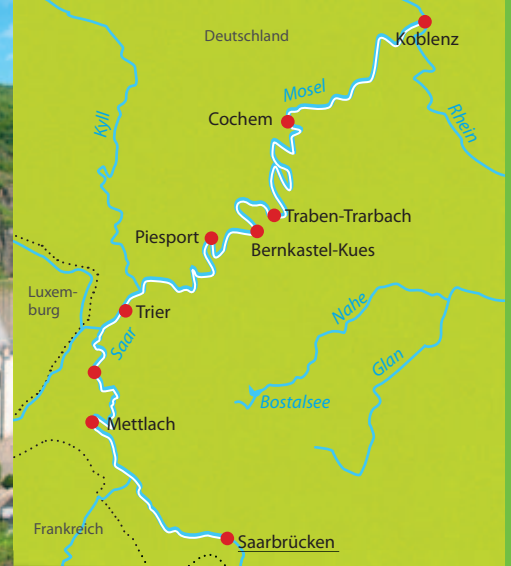 Deutschland
Koblenz
Mosel
Kyll
Cochem
Rhein
Traben-Trarbach
Piesport
Bernkastel-Kues
Luxem-
burg
Trier
Nahe
Saar
Glan
Bostalsee
Mettlach
Frankreich
Saarbrücken